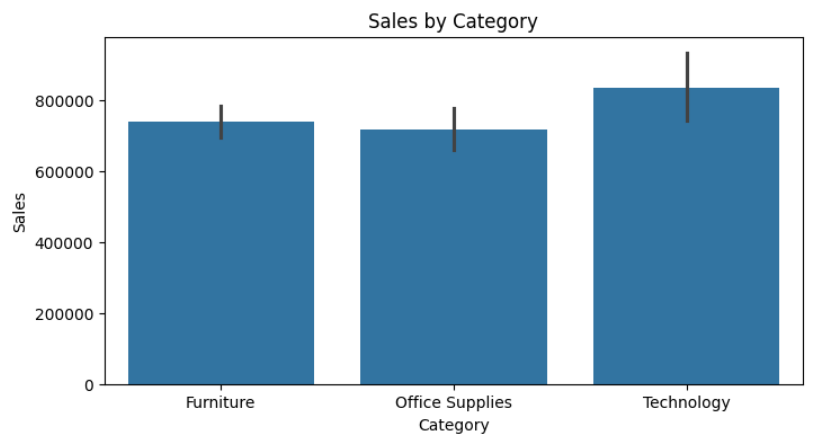 Sales by Category
Sales
800000
600000
400000
200000
0
Furniture
Office Supplies
Technology
Category